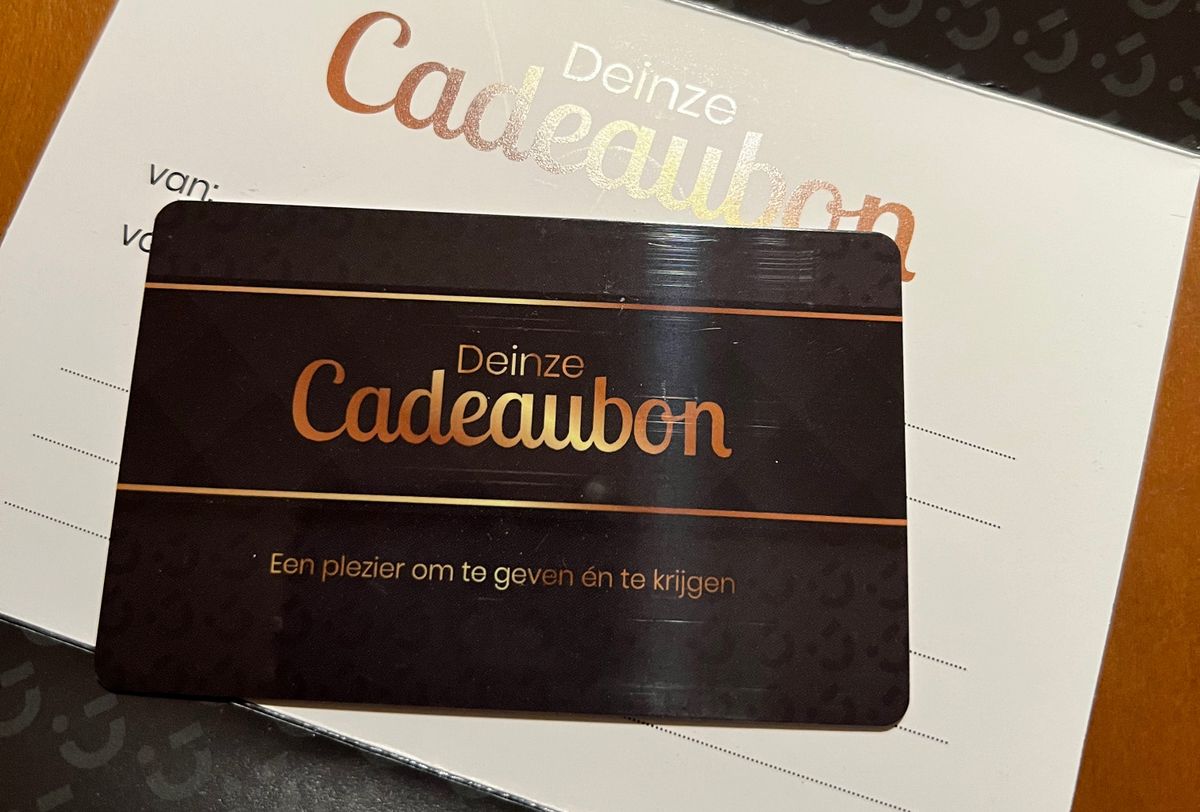 Deinze
Cadeaubon
van:
Deinze
Cadeaubon
Een plezier om te geven én te krijgen